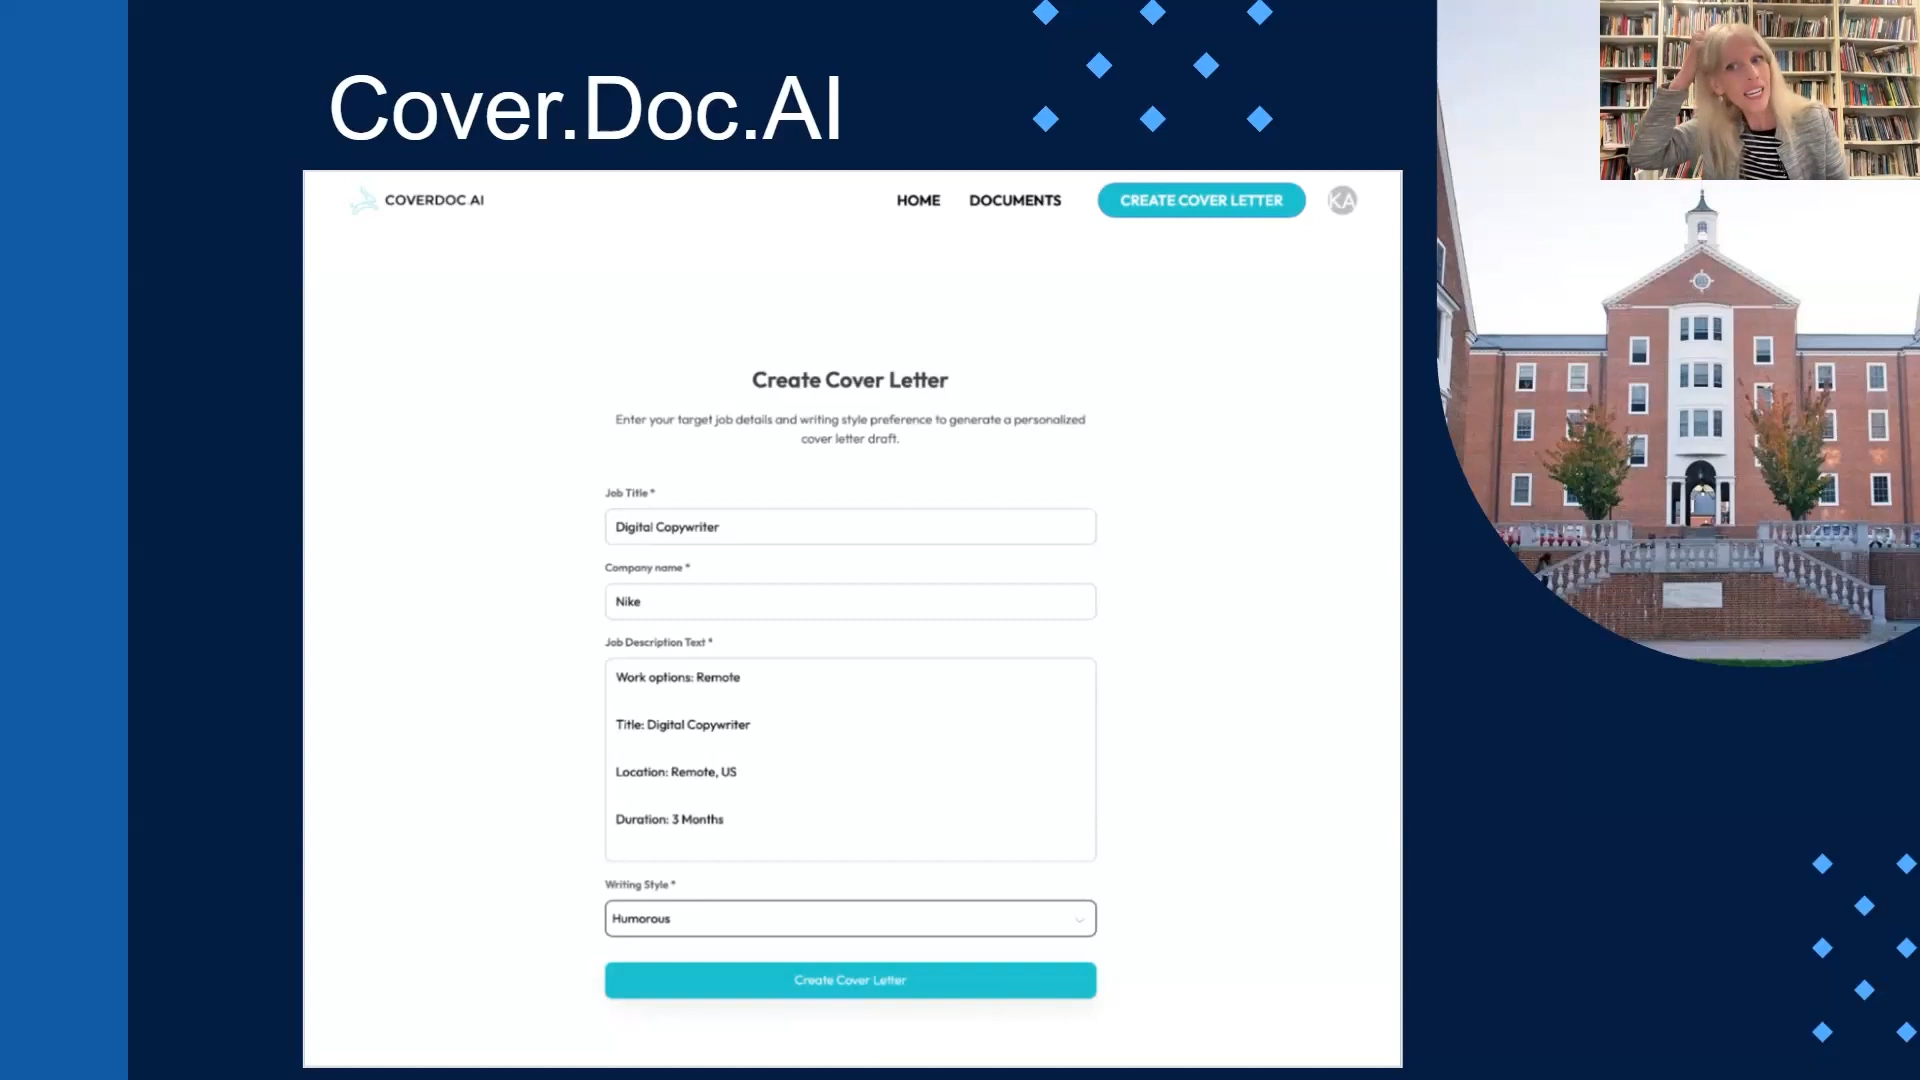 Cover.Doc.AI
COVERDOC AI
HOME
DOCUMENTS
CREATE COVER LETTER
KA
Create Cover Letter
Enter your target job details and writing style preference to generate a personalized
cover letter draft.
Job Title *
Digital Copywriter
Company name *
Nike
Job Description Text *
Work options: Remote
Title: Digital Copywriter
Location: Remote, US
Duration: 3 Months
Writing Style *
Humorous
Create Cover Letter